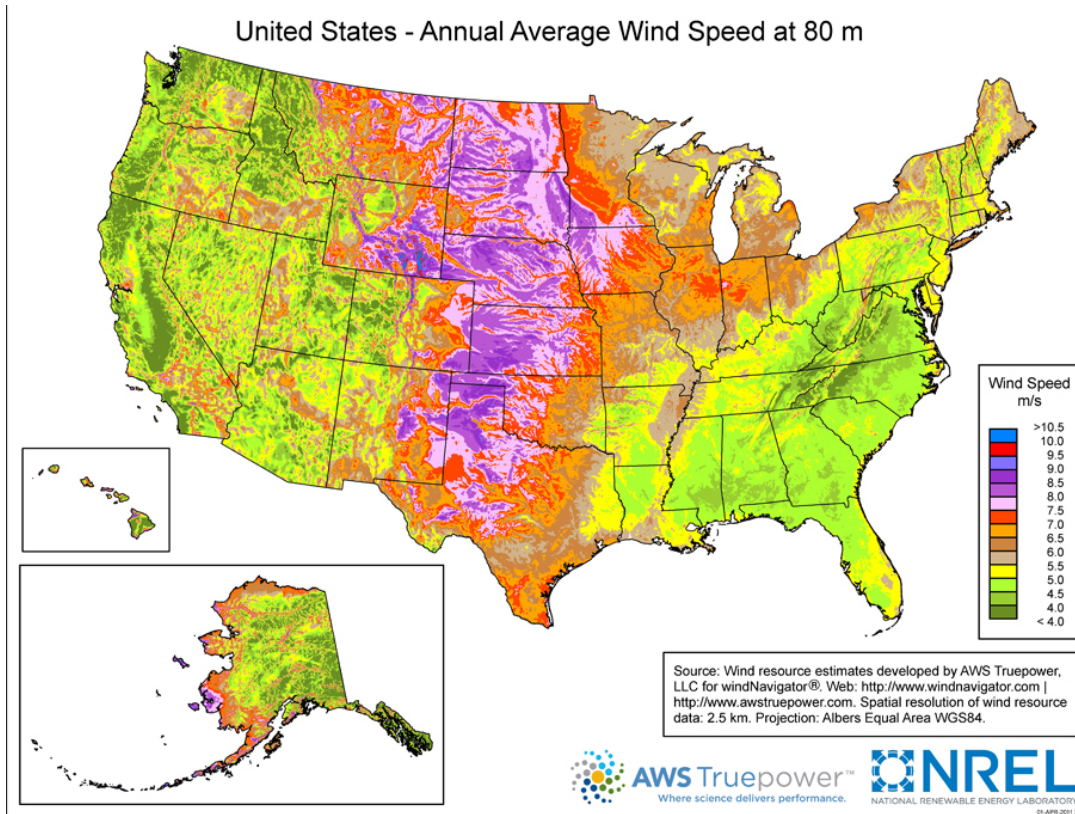 United States - Annual Average Wind Speed at 80 m
Wind Speed
m/s
>10.5
10.0
9.5
9.0
8.5
8.0
7.5
7.0
6.5
6.0
5.5
5.0
4.5
4.0
< 4.0
Source: Wind resource estimates developed by AWS Truepower,
LLC for windNavigator®. Web: http://www.windnavigator.com |
http://www.awstruepower.com. Spatial resolution of wind resource
data: 2.5 km. Projection: Albers Equal Area WGS84.
AWS Truepower™
Where science delivers performance.
NREL
NATIONAL RENEWABLE ENERGY LABORATORY
01-APR-2011